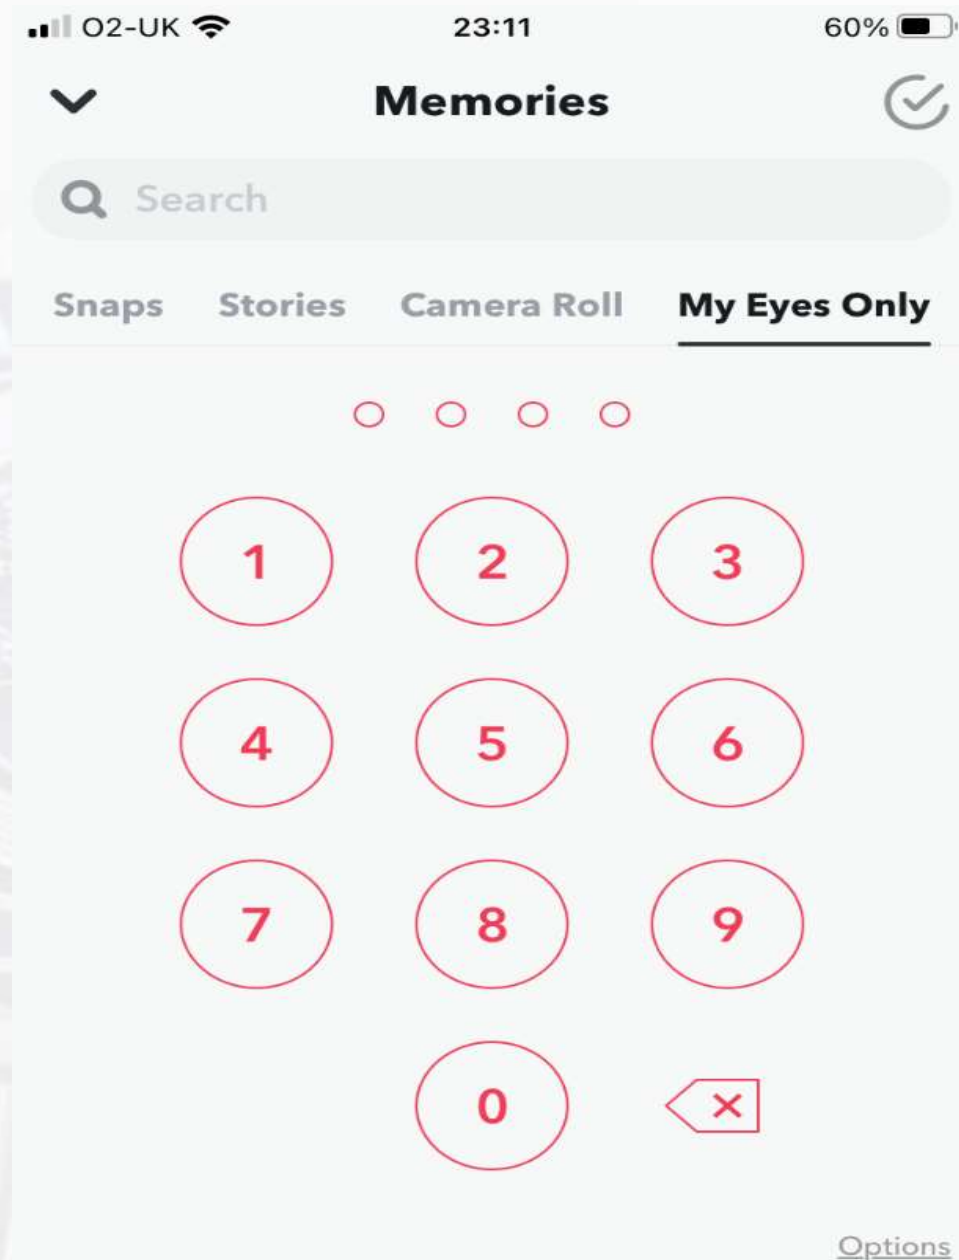 O2-UK 23:11 60%
Memories
Search
Snaps Stories Camera Roll My Eyes Only
1 2 3
4 5 6
7 8 9
0
Options